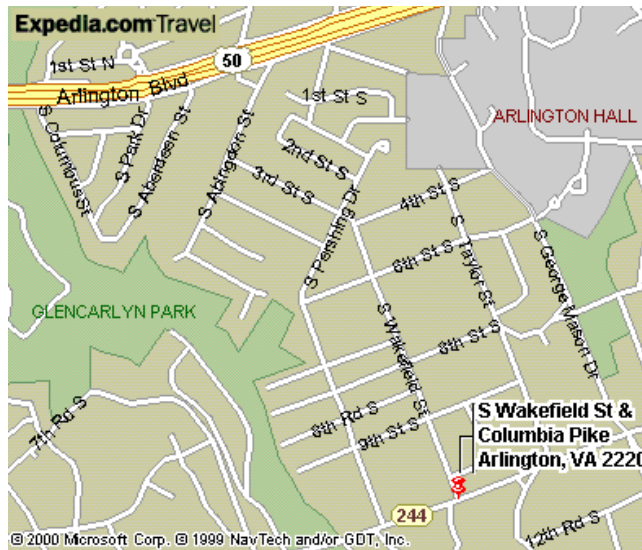 Expedia.com Travel
1st St N
50
Arlington Blvd
1st St S
ARLINGTON HALL
S Columbus St
S Park Dr
S Aberdeen St
S Abingdon St
2nd St S
3rd St S
4th St S
S Pershing Dr
6th St S
S Taylor St
S George Mason Dr
GLENCARLYN PARK
S Wakefield St
8th St S
7th Rd S
8th Rd S
9th St S
S Wakefield St &
Columbia Pike
Arlington, VA 2220
244
12th Rd S
© 2000 Microsoft Corp. © 1999 NavTech and/or GDT, Inc.